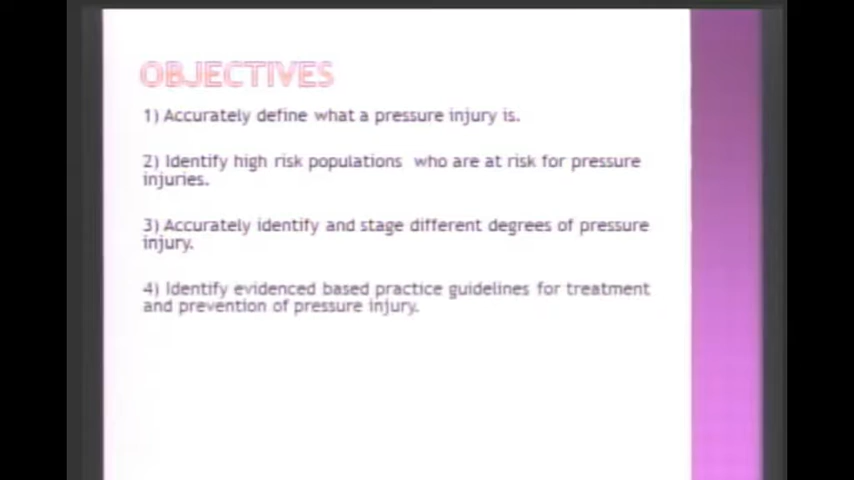 OBJECTIVES
1) Accurately define what a pressure injury is.
2) Identify high risk populations who are at risk for pressure
injuries.
3) Accurately identify and stage different degrees of pressure
injury.
4) Identify evidenced based practice guidelines for treatment
and prevention of pressure injury.